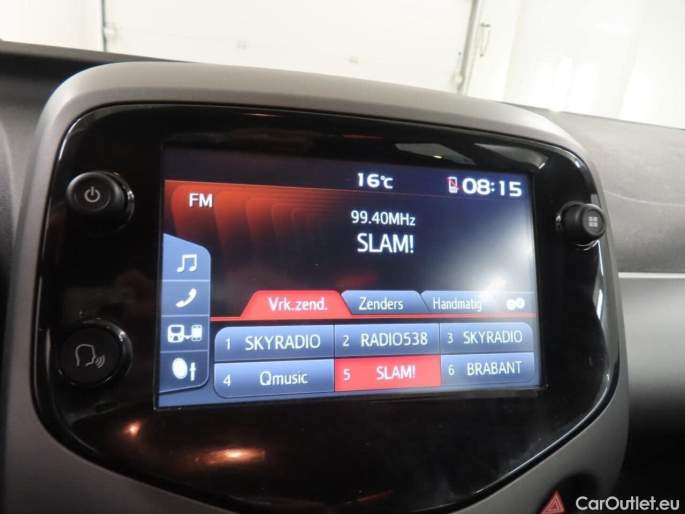 16°C 08:15
FM
99.40MHz
SLAM!
Vrk.zend. Zenders Handmatig
1 SKYRADIO 2 RADIO538 3 SKYRADIO
4 Qmusic 5 SLAM! 6 BRABANT
CarOutlet.eu